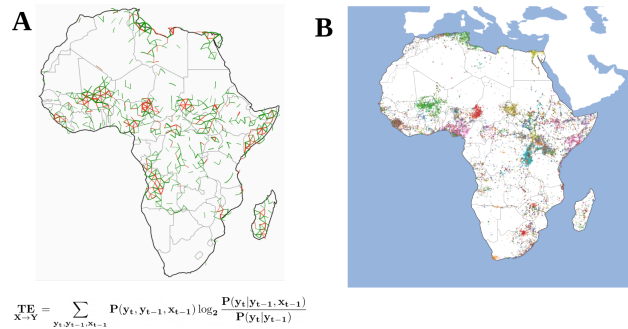 A
B
TE X→Y = ∑ y_t,y_{t−1},x_{t−1} P(y_t, y_{t−1}, x_{t−1}) log_2 P(y_t|y_{t−1}, x_{t−1}) / P(y_t|y_{t−1})